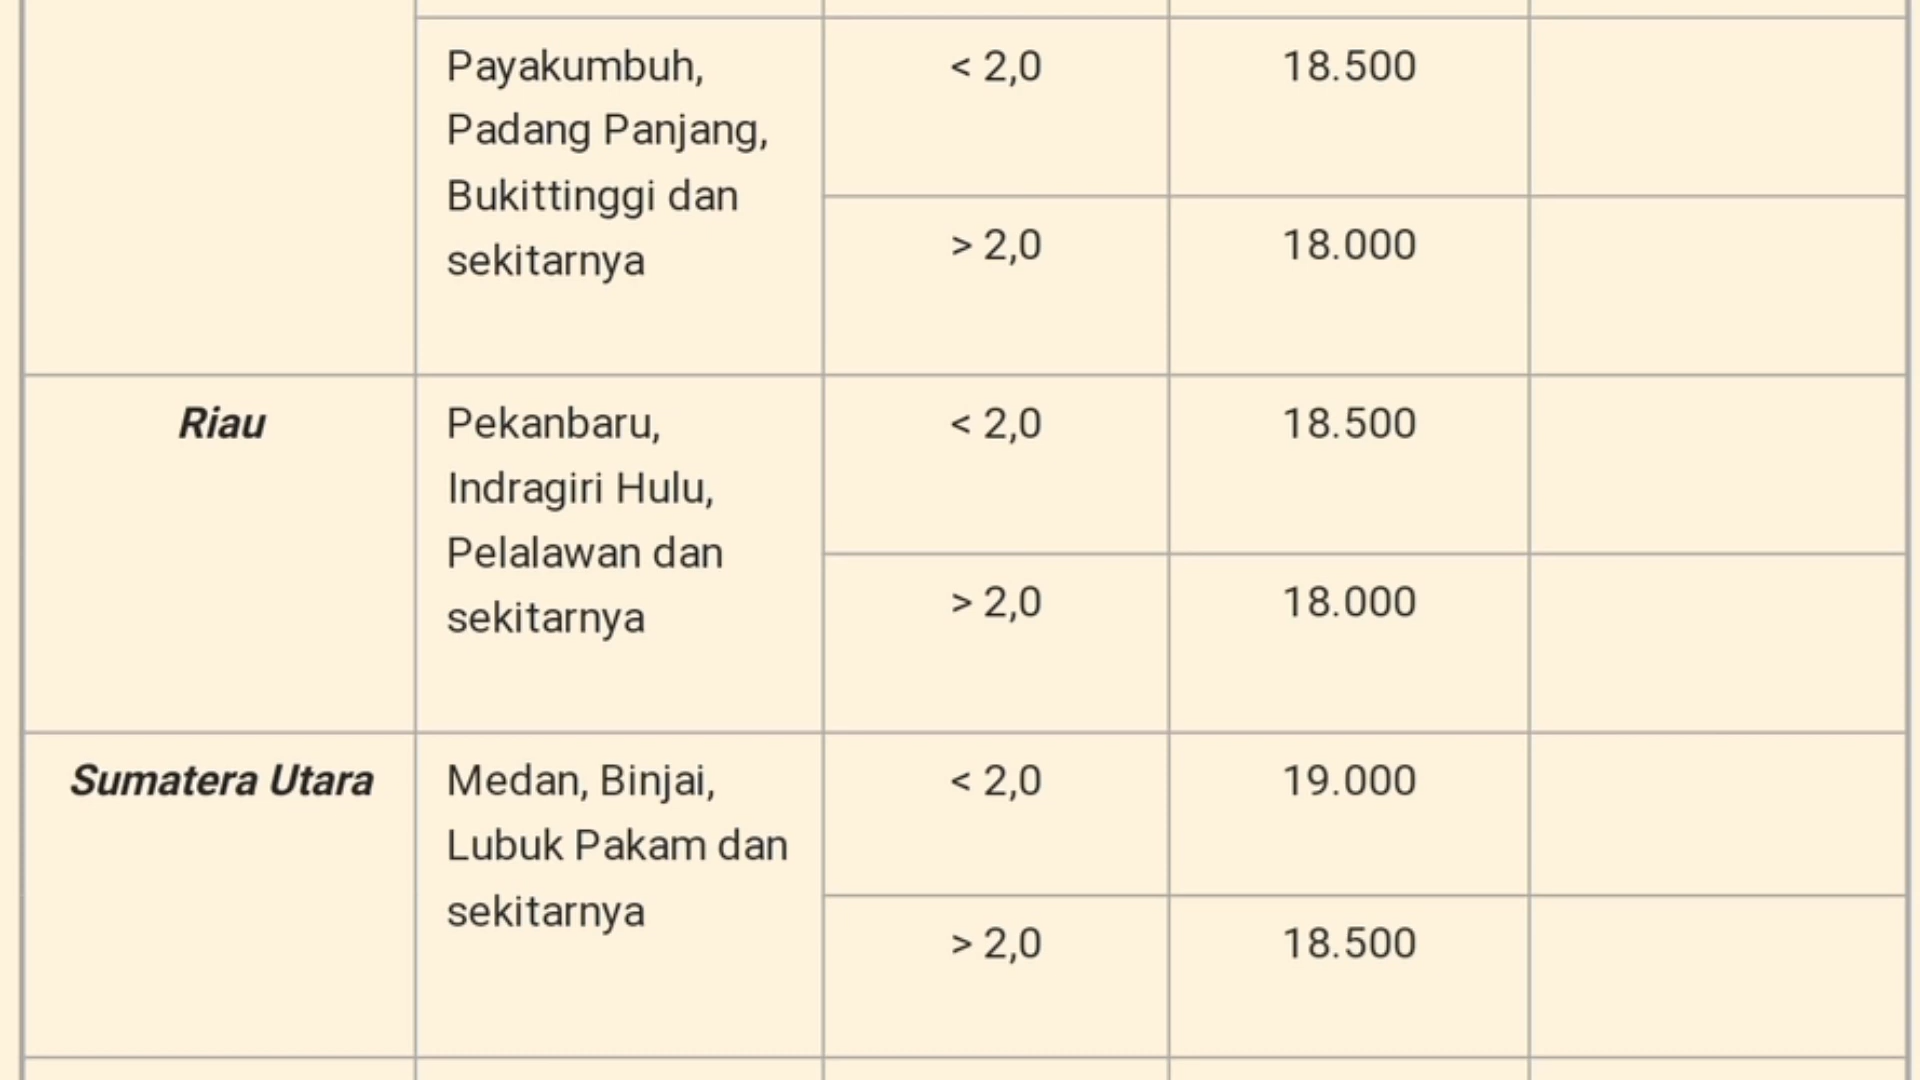 Payakumbuh,
Padang Panjang,
Bukittinggi dan
sekitarnya
< 2,0
18.500
> 2,0
18.000
Riau
Pekanbaru,
Indragiri Hulu,
Pelalawan dan
sekitarnya
< 2,0
18.500
> 2,0
18.000
Sumatera Utara
Medan, Binjai,
Lubuk Pakam dan
sekitarnya
< 2,0
19.000
> 2,0
18.500